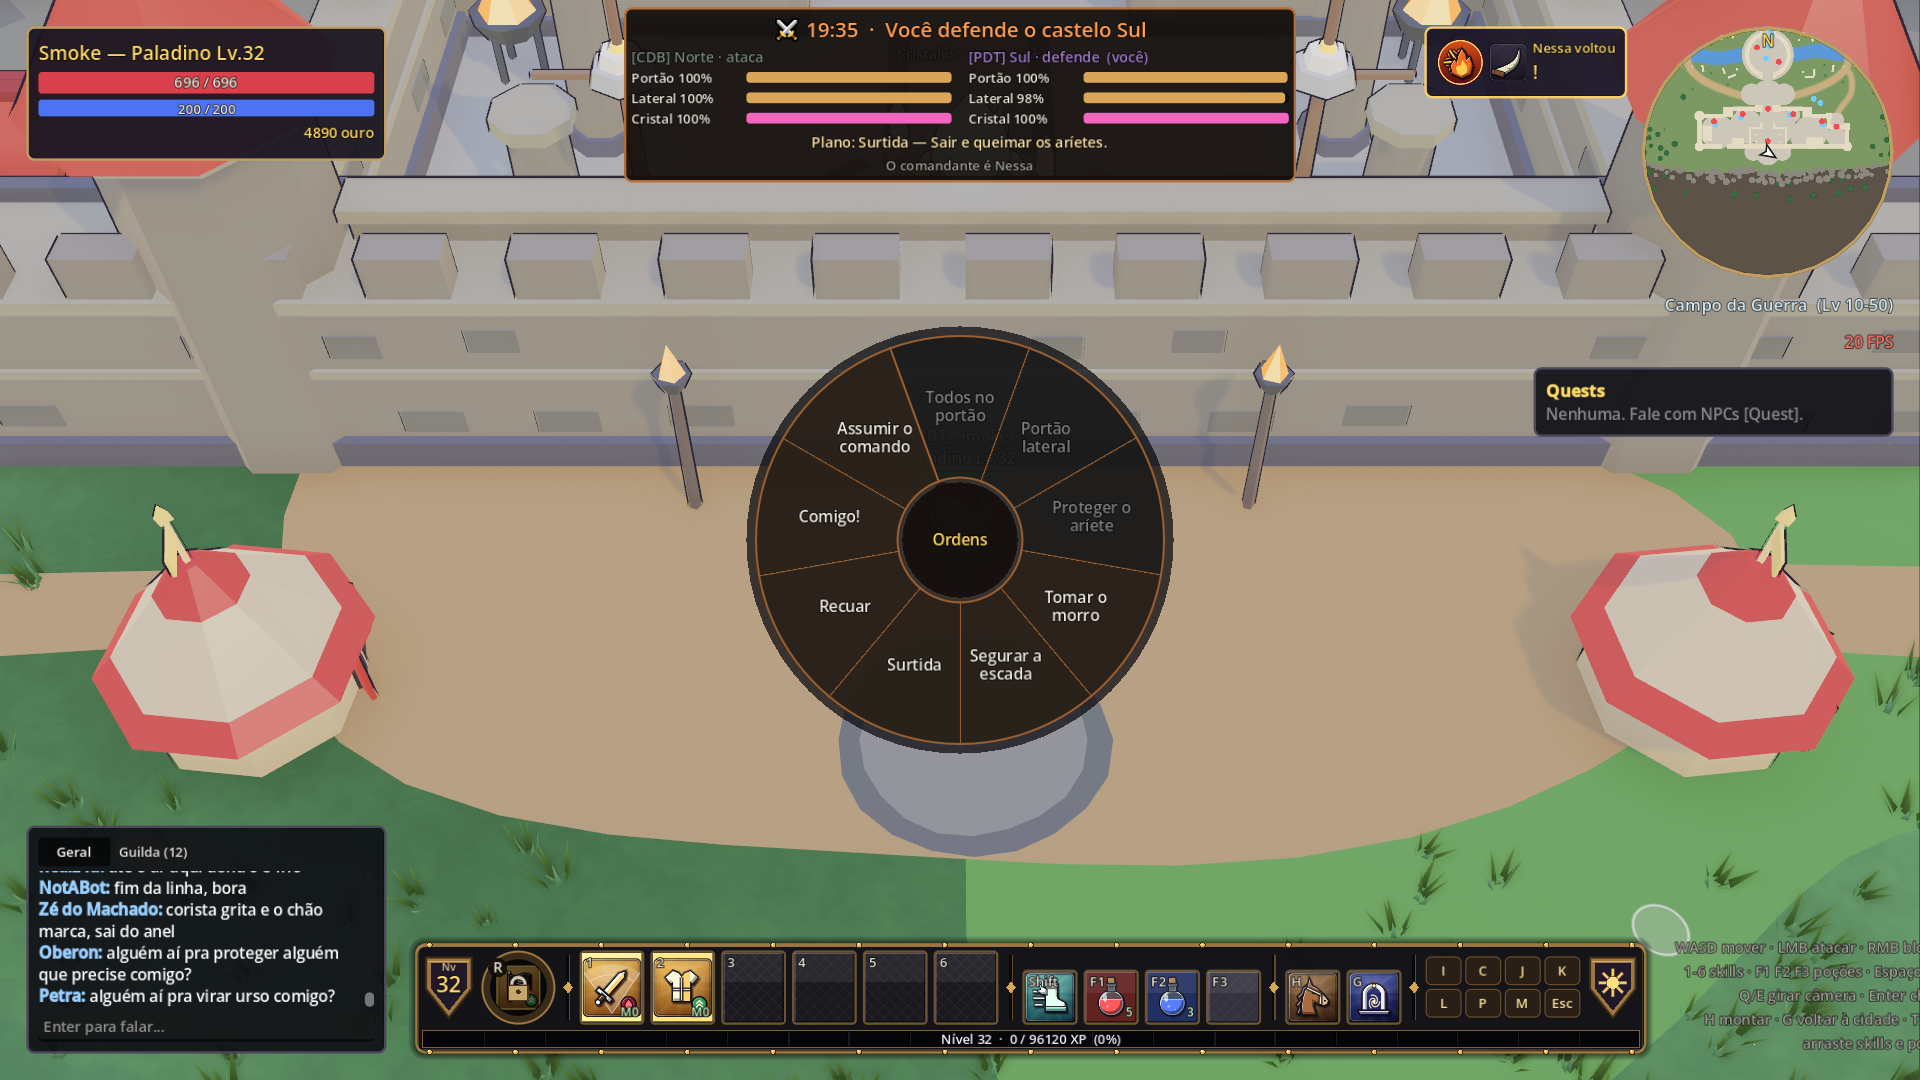 Smoke — Paladino Lv.32
696 / 696
200 / 200
4890 ouro
19:35 · Você defende o castelo Sul
[CDB] Norte · ataca
[PDT] Sul · defende (você)
Portão 100%
Portão 100%
Lateral 100%
Lateral 98%
Cristal 100%
Cristal 100%
Plano: Surtida — Sair e queimar os aríetes.
O comandante é Nessa
Nessa voltou
!
N
Campo da Guerra (Lv 10-50)
20 FPS
Quests
Nenhuma. Fale com NPCs [Quest].
Todos no
portão
Portão
lateral
Proteger o
aríete
Tomar o
morro
Segurar a
escada
Surtida
Recuar
Comigo!
Assumir o
comando
Ordens
Geral
Guilda (12)
NotABot: fim da linha, bora
Zé do Machado: corista grita e o chão
marca, sai do anel
Oberon: alguém aí pra proteger alguém
que precise comigo?
Petra: alguém aí pra virar urso comigo?
Enter para falar...
Nv
32
R
1
M0
2
M0
3
4
5
6
Shift
F1
5
F2
3
F3
H
G
I
C
J
K
L
P
M
Esc
Nível 32 · 0 / 96120 XP (0%)
WASD mover · LMB atacar · RMB blo
1-6 skills · F1 F2 F3 poções · Espaço
Q/E girar câmera · Enter c
H montar · G voltar à cidade · T
arraste skills e po